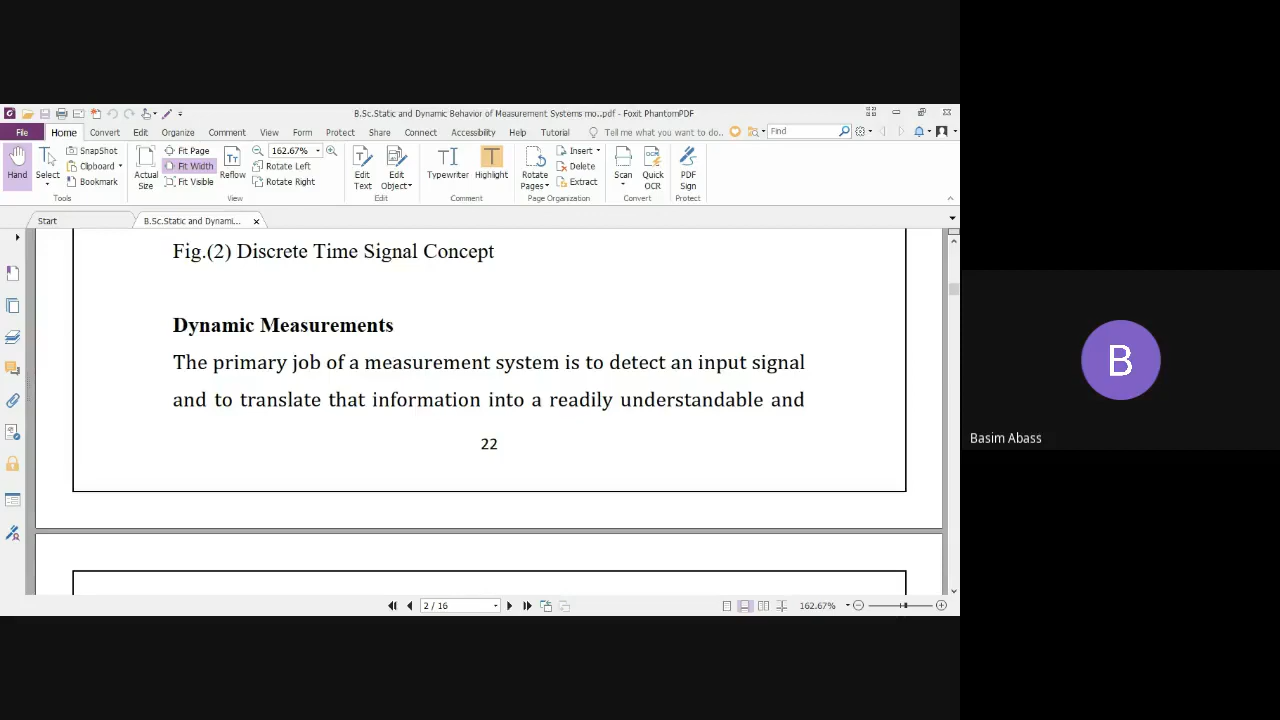 B.Sc.Static and Dynamic Behavior of Measurement Systems mo..pdf - Foxit PhantomPDF
File Home Convert Edit Organize Comment View Form Protect Share Connect Accessibility Help Tutorial Tell me what you want to do.. Find
Hand
Select
SnapShot
Clipboard
Bookmark
Tools
Actual Size
Fit Page
Fit Width
Fit Visible
Reflow
162.67%
Rotate Left
Rotate Right
View
Edit Text
Edit Object
Edit
Typewriter
Highlight
Comment
Rotate Pages
Insert
Delete
Extract
Page Organization
Scan
Quick OCR
Convert
PDF Sign
Protect
Start
B.Sc.Static and Dynami...
Fig.(2) Discrete Time Signal Concept
Dynamic Measurements
The primary job of a measurement system is to detect an input signal
and to translate that information into a readily understandable and
22
2 / 16
162.67%
B
Basim Abass